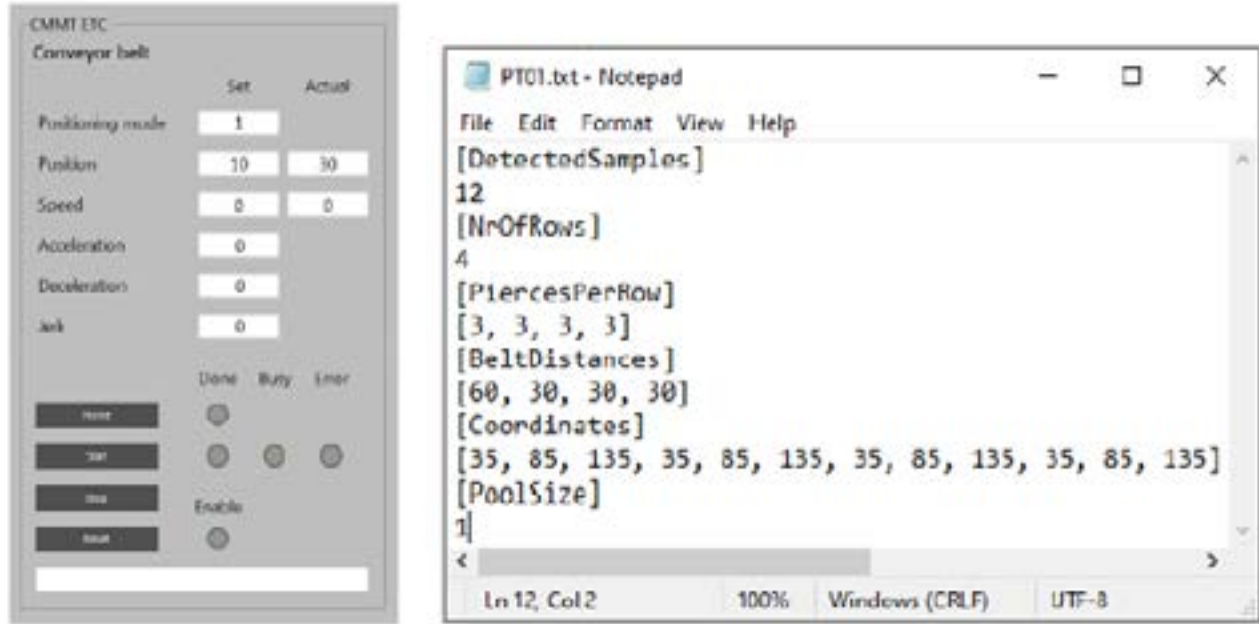 CMMT ETC
Conveyor belt
Set Actual
Positioning mode 1
Position 10 30
Speed 0 0
Acceleration 0
Deceleration 0
Jerk 0
Done Busy Error
Home
Start
Stop
Enable
Reset
PT01.txt - Notepad
File Edit Format View Help
[DetectedSamples]
12
[NrOfRows]
4
[PiercesPerRow]
[3, 3, 3, 3]
[BeltDistances]
[60, 30, 30, 30]
[Coordinates]
[35, 85, 135, 35, 85, 135, 35, 85, 135, 35, 85, 135]
[PoolSize]
1
Ln 12, Col 2 100% Windows (CRLF) UTF-8